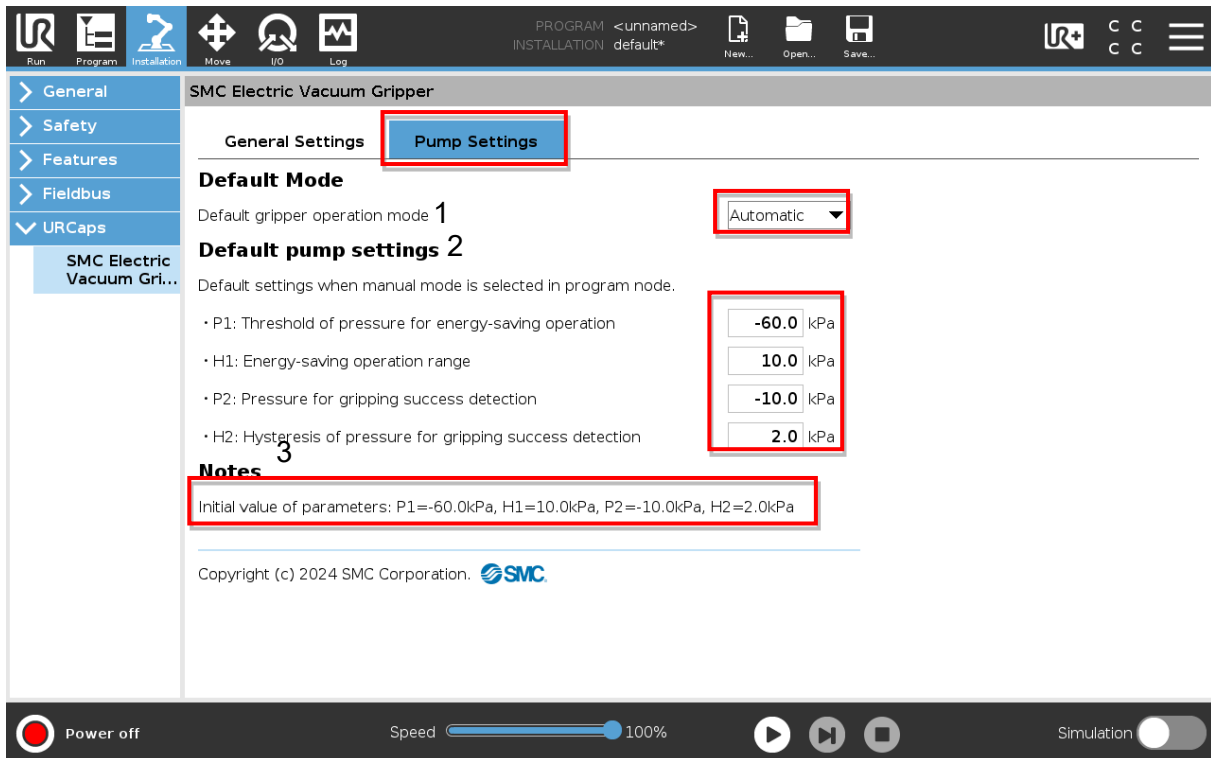 PROGRAM <unnamed>
INSTALLATION default*
UR
Run
Program
Installation
Move
I/O
Log
New...
Open...
Save...
UR+
C C
C C
General
Safety
Features
Fieldbus
URCaps
SMC Electric
Vacuum Gri...
SMC Electric Vacuum Gripper
General Settings
Pump Settings
Default Mode
Default gripper operation mode 1
Automatic
Default pump settings 2
Default settings when manual mode is selected in program node.
· P1: Threshold of pressure for energy-saving operation -60.0 kPa
· H1: Energy-saving operation range 10.0 kPa
· P2: Pressure for gripping success detection -10.0 kPa
· H2: Hysteresis of pressure for gripping success detection 2.0 kPa
3
Notes
Initial value of parameters: P1=-60.0kPa, H1=10.0kPa, P2=-10.0kPa, H2=2.0kPa
Copyright (c) 2024 SMC Corporation. SMC.
Power off
Speed 100%
Simulation